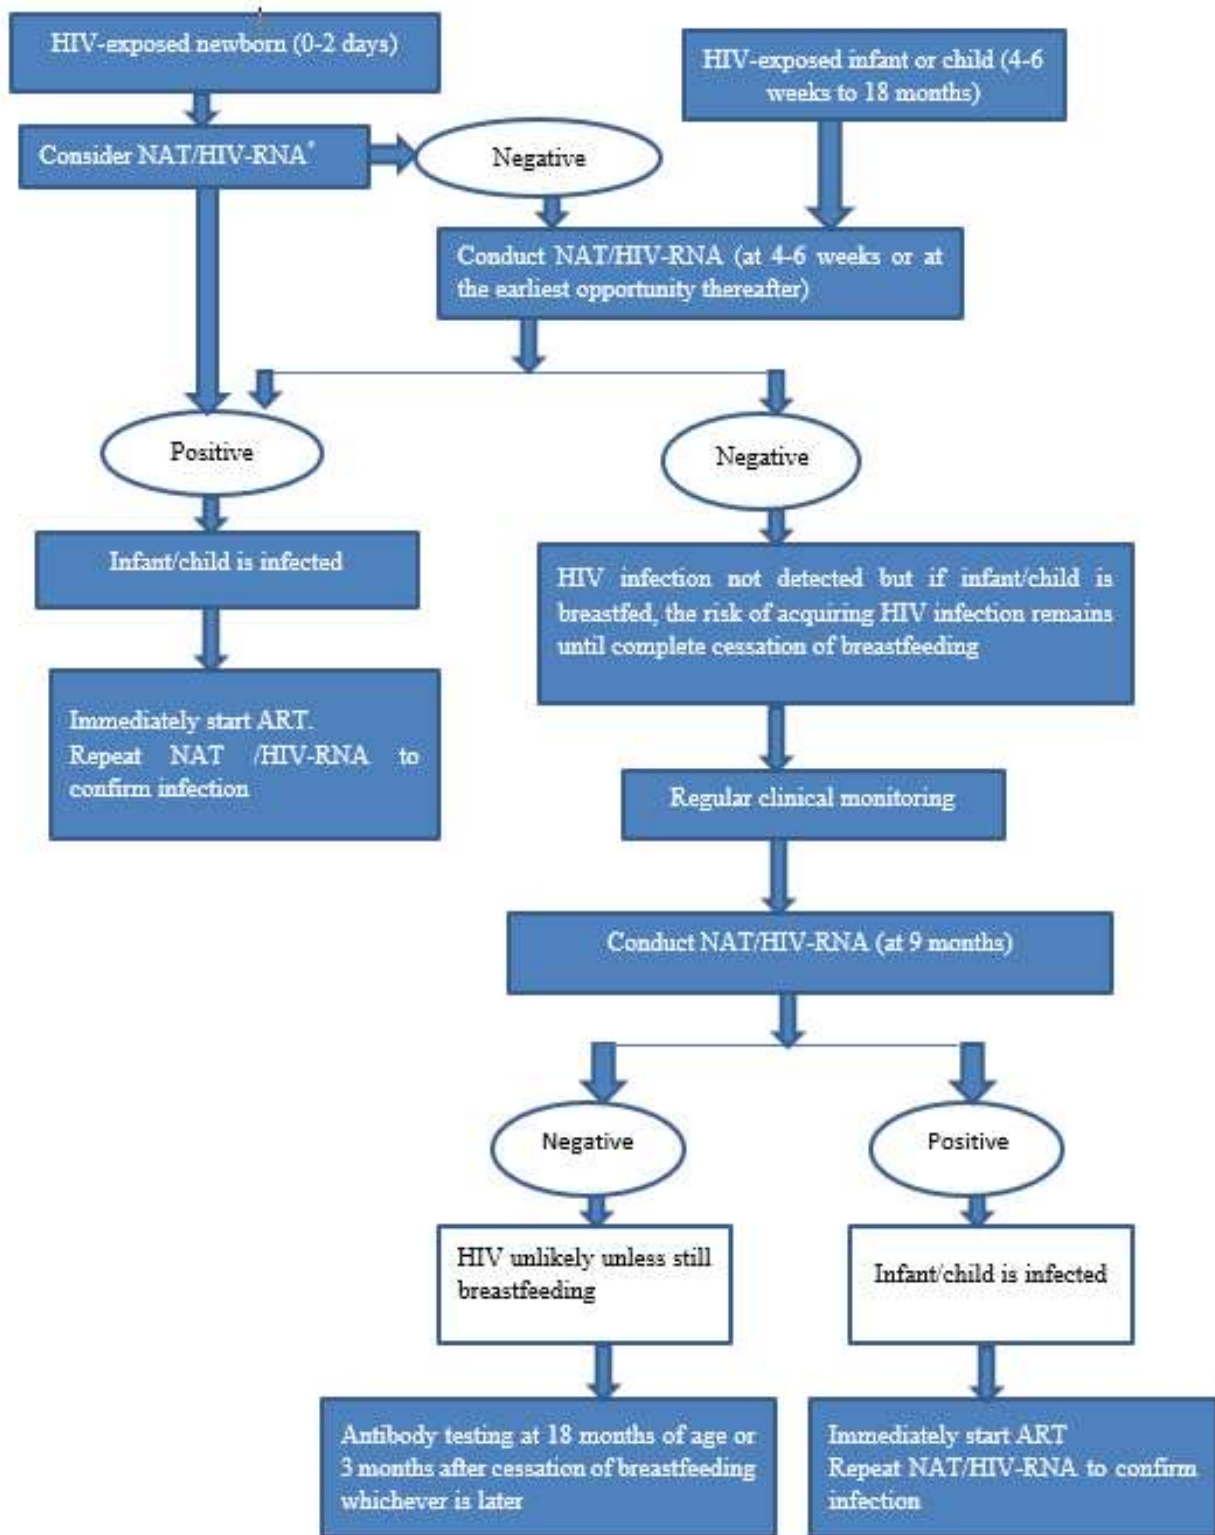 HIV-exposed newborn (0-2 days)
HIV-exposed infant or child (4-6
weeks to 18 months)
Consider NAT/HIV-RNA*
Negative
Conduct NAT/HIV-RNA (at 4-6 weeks or at
the earliest opportunity thereafter)
Positive
Negative
Infant/child is infected
HIV infection not detected but if infant/child is
breastfed, the risk of acquiring HIV infection remains
until complete cessation of breastfeeding
Immediately start ART.
Repeat NAT /HIV-RNA to
confirm infection
Regular clinical monitoring
Conduct NAT/HIV-RNA (at 9 months)
Negative
Positive
HIV unlikely unless still
breastfeeding
Infant/child is infected
Antibody testing at 18 months of age or
3 months after cessation of breastfeeding
whichever is later
Immediately start ART
Repeat NAT/HIV-RNA to confirm
infection